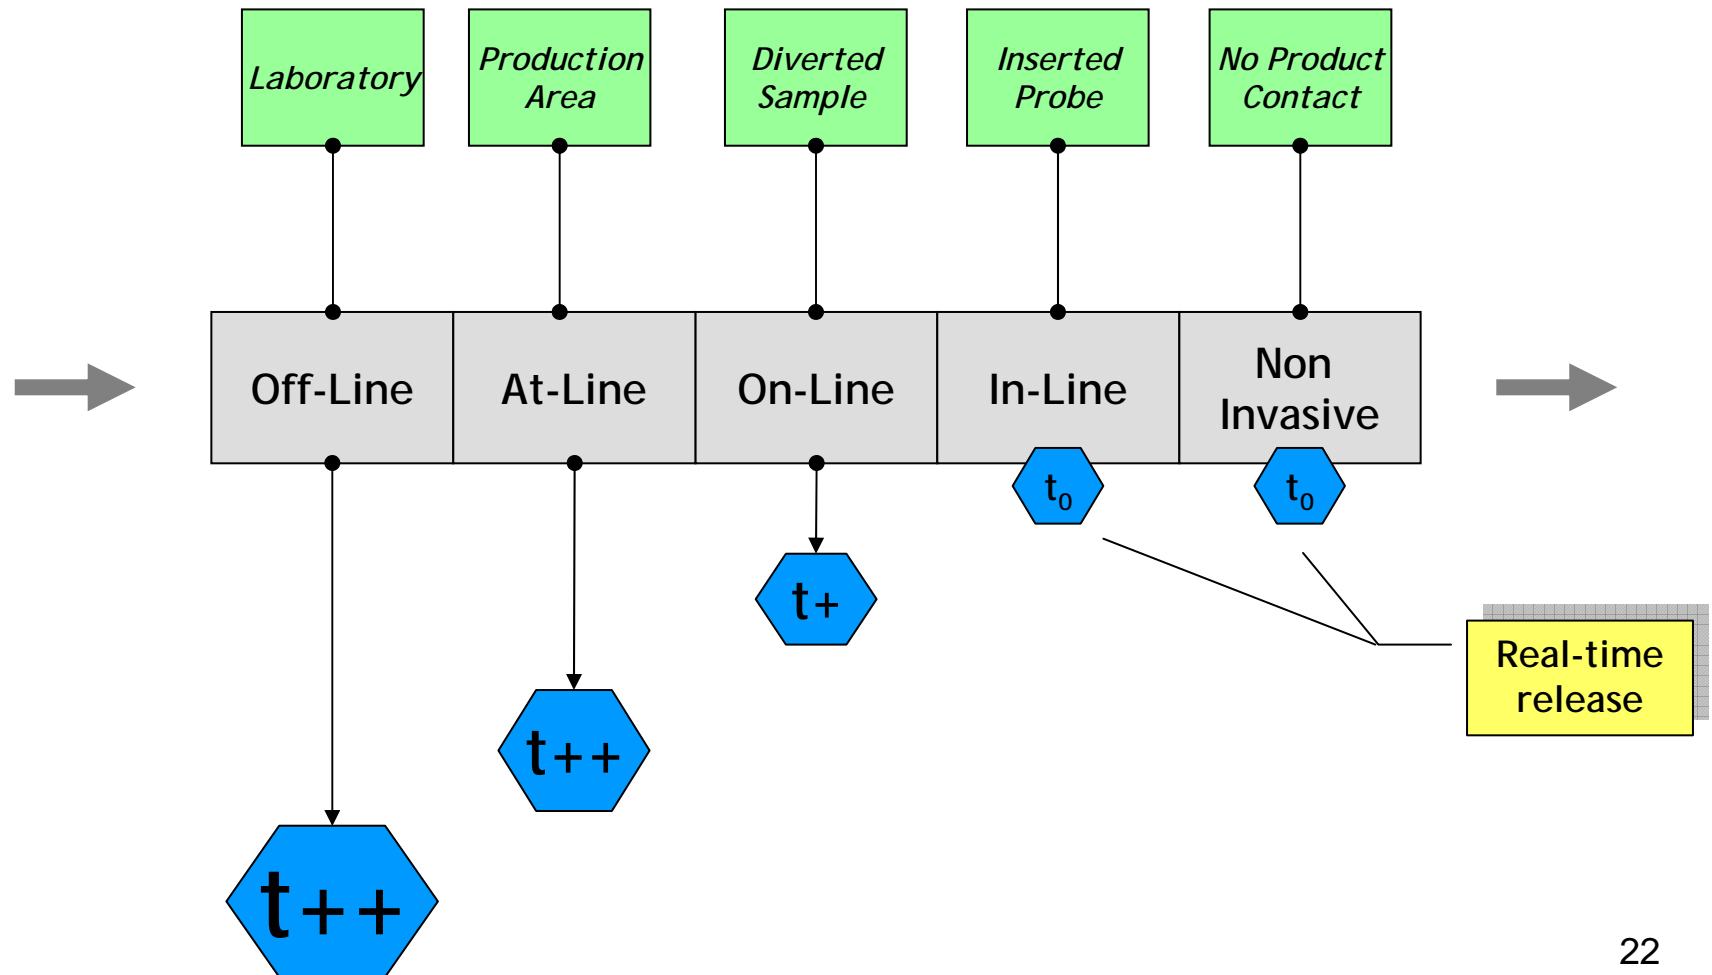 Laboratory
Production
Area
Diverted
Sample
Inserted
Probe
No Product
Contact
Off-Line
At-Line
On-Line
In-Line
Non
Invasive
t0
t0
t+
t++
t++
Real-time
release
22